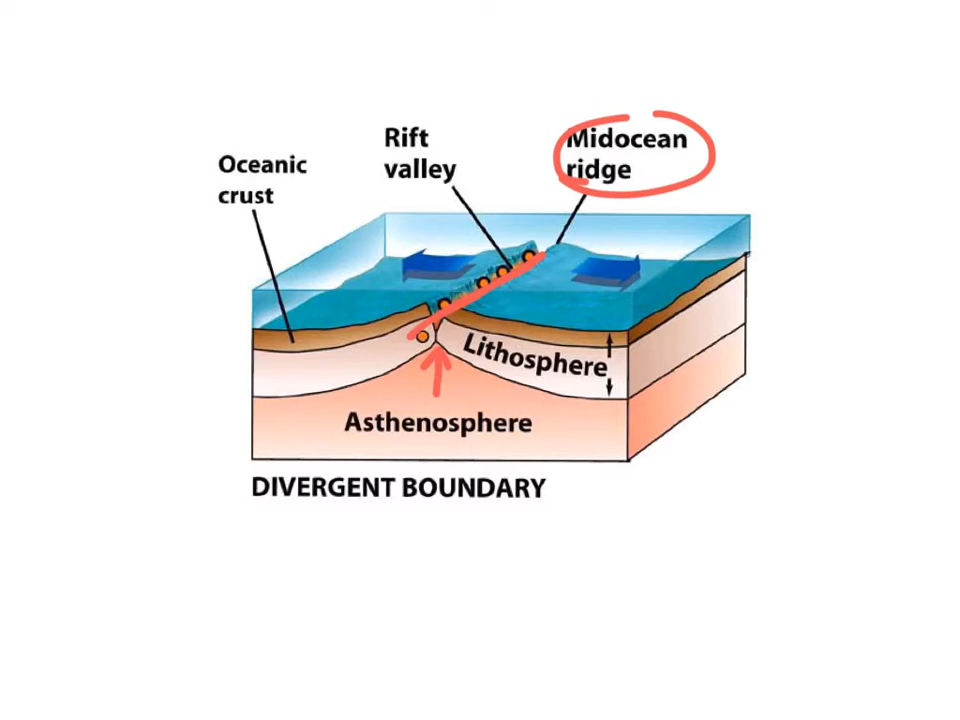 Rift
valley
Midocean
ridge
Oceanic
crust
Lithosphere
Asthenosphere
DIVERGENT BOUNDARY